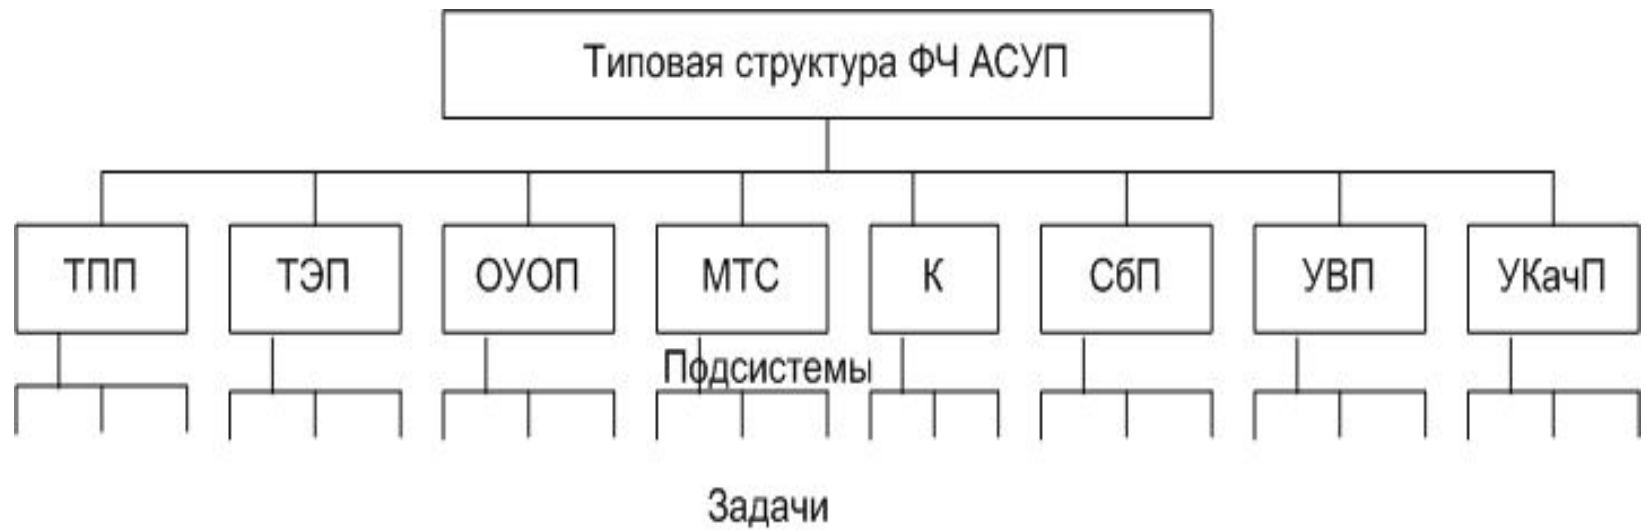 Типовая структура ФЧ АСУП
ТПП ТЭП ОУОП МТС К СбП УВП УКачП
Подсистемы
Задачи